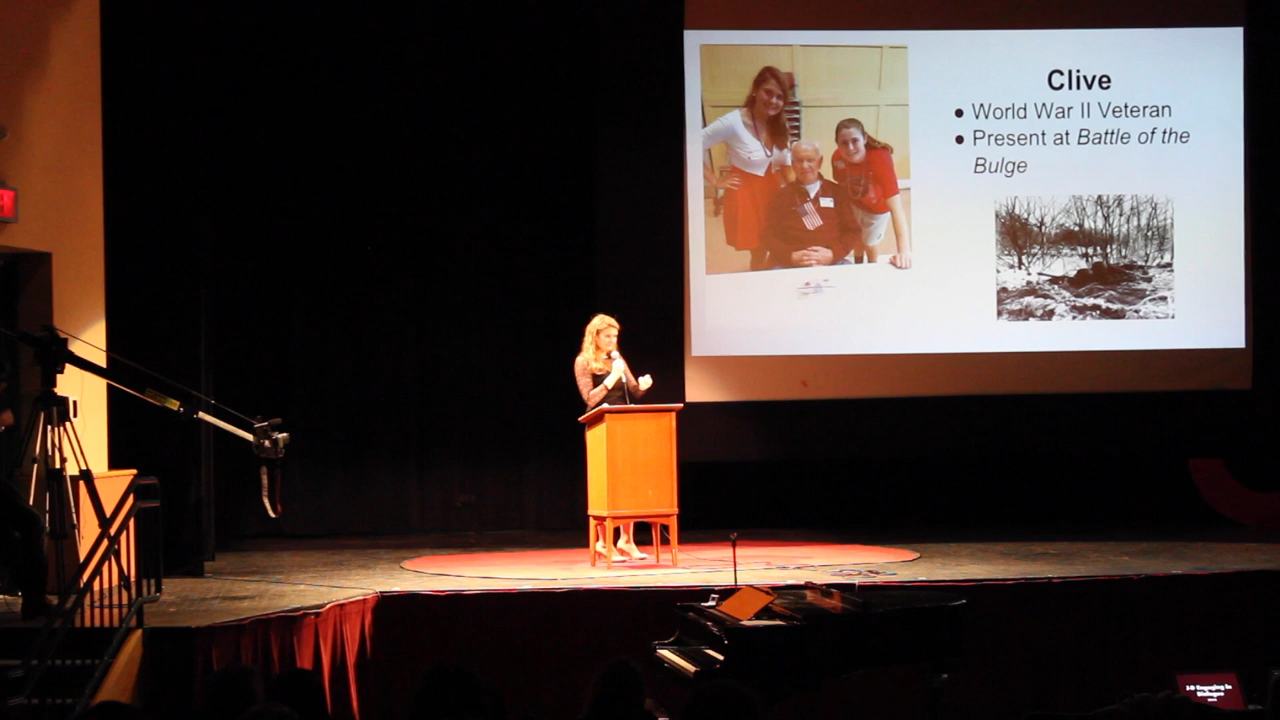 Clive
● World War II Veteran
● Present at Battle of the
Bulge